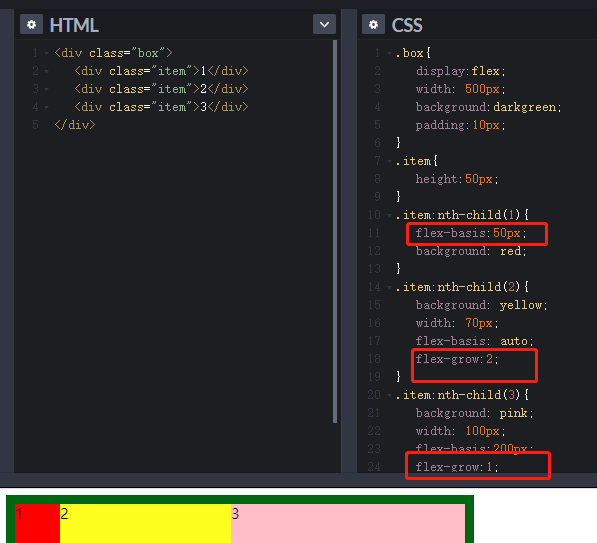 HTML
1 <div class="box">
2 <div class="item">1</div>
3 <div class="item">2</div>
4 <div class="item">3</div>
5 </div>
CSS
1 .box{
2 display:flex;
3 width: 500px;
4 background:darkgreen;
5 padding:10px;
6 }
7 .item{
8 height:50px;
9 }
10 .item:nth-child(1){
11 flex-basis:50px;
12 background: red;
13 }
14 .item:nth-child(2){
15 background: yellow;
16 width: 70px;
17 flex-basis: auto;
18 flex-grow:2;
19 }
20 .item:nth-child(3){
21 background: pink;
22 width: 100px;
23 flex-basis:200px;
24 flex-grow:1;
1 2 3